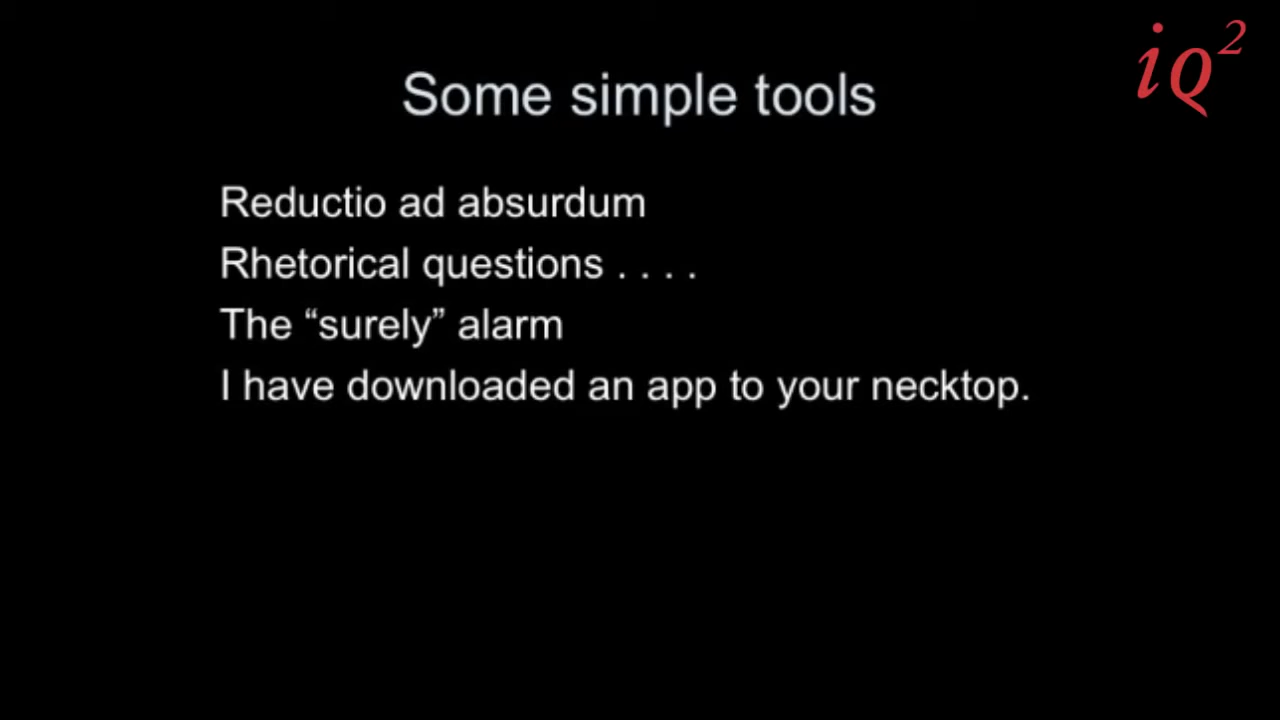 iq²
Some simple tools
Reductio ad absurdum
Rhetorical questions . . . .
The “surely” alarm
I have downloaded an app to your necktop.